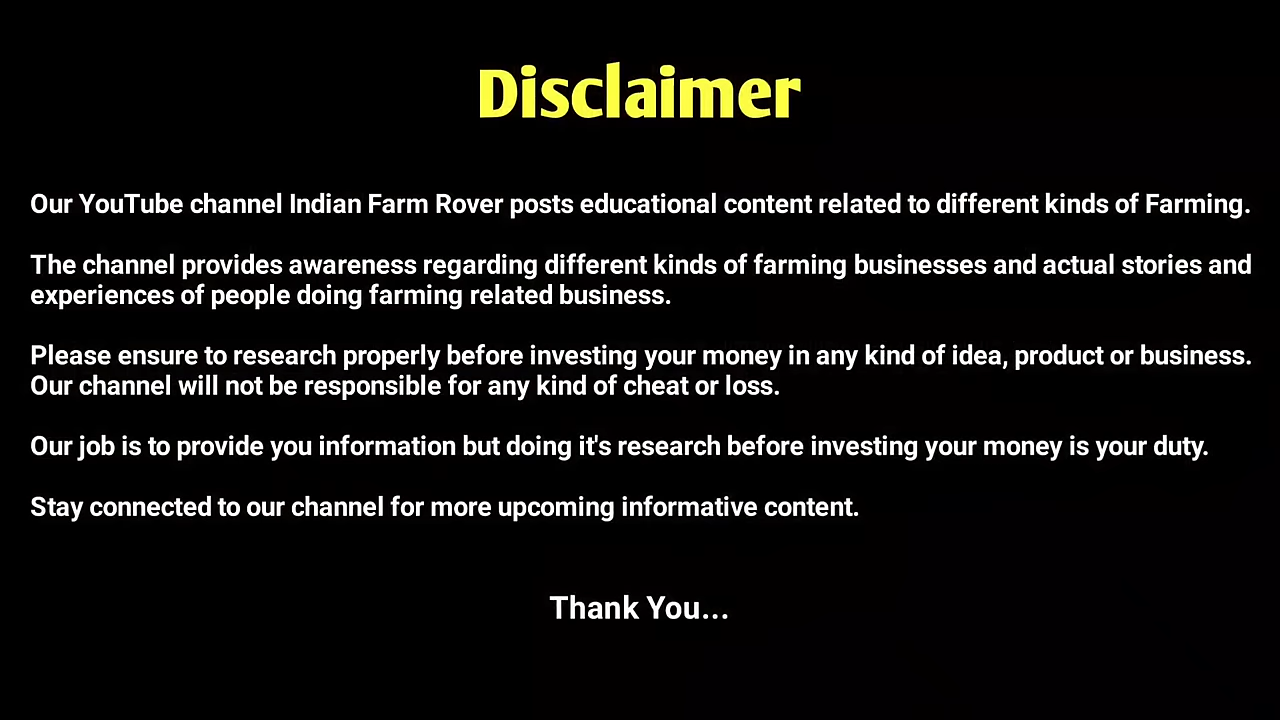 Disclaimer
Our YouTube channel Indian Farm Rover posts educational content related to different kinds of Farming.
The channel provides awareness regarding different kinds of farming businesses and actual stories and
experiences of people doing farming related business.
Please ensure to research properly before investing your money in any kind of idea, product or business.
Our channel will not be responsible for any kind of cheat or loss.
Our job is to provide you information but doing it's research before investing your money is your duty.
Stay connected to our channel for more upcoming informative content.
Thank You...